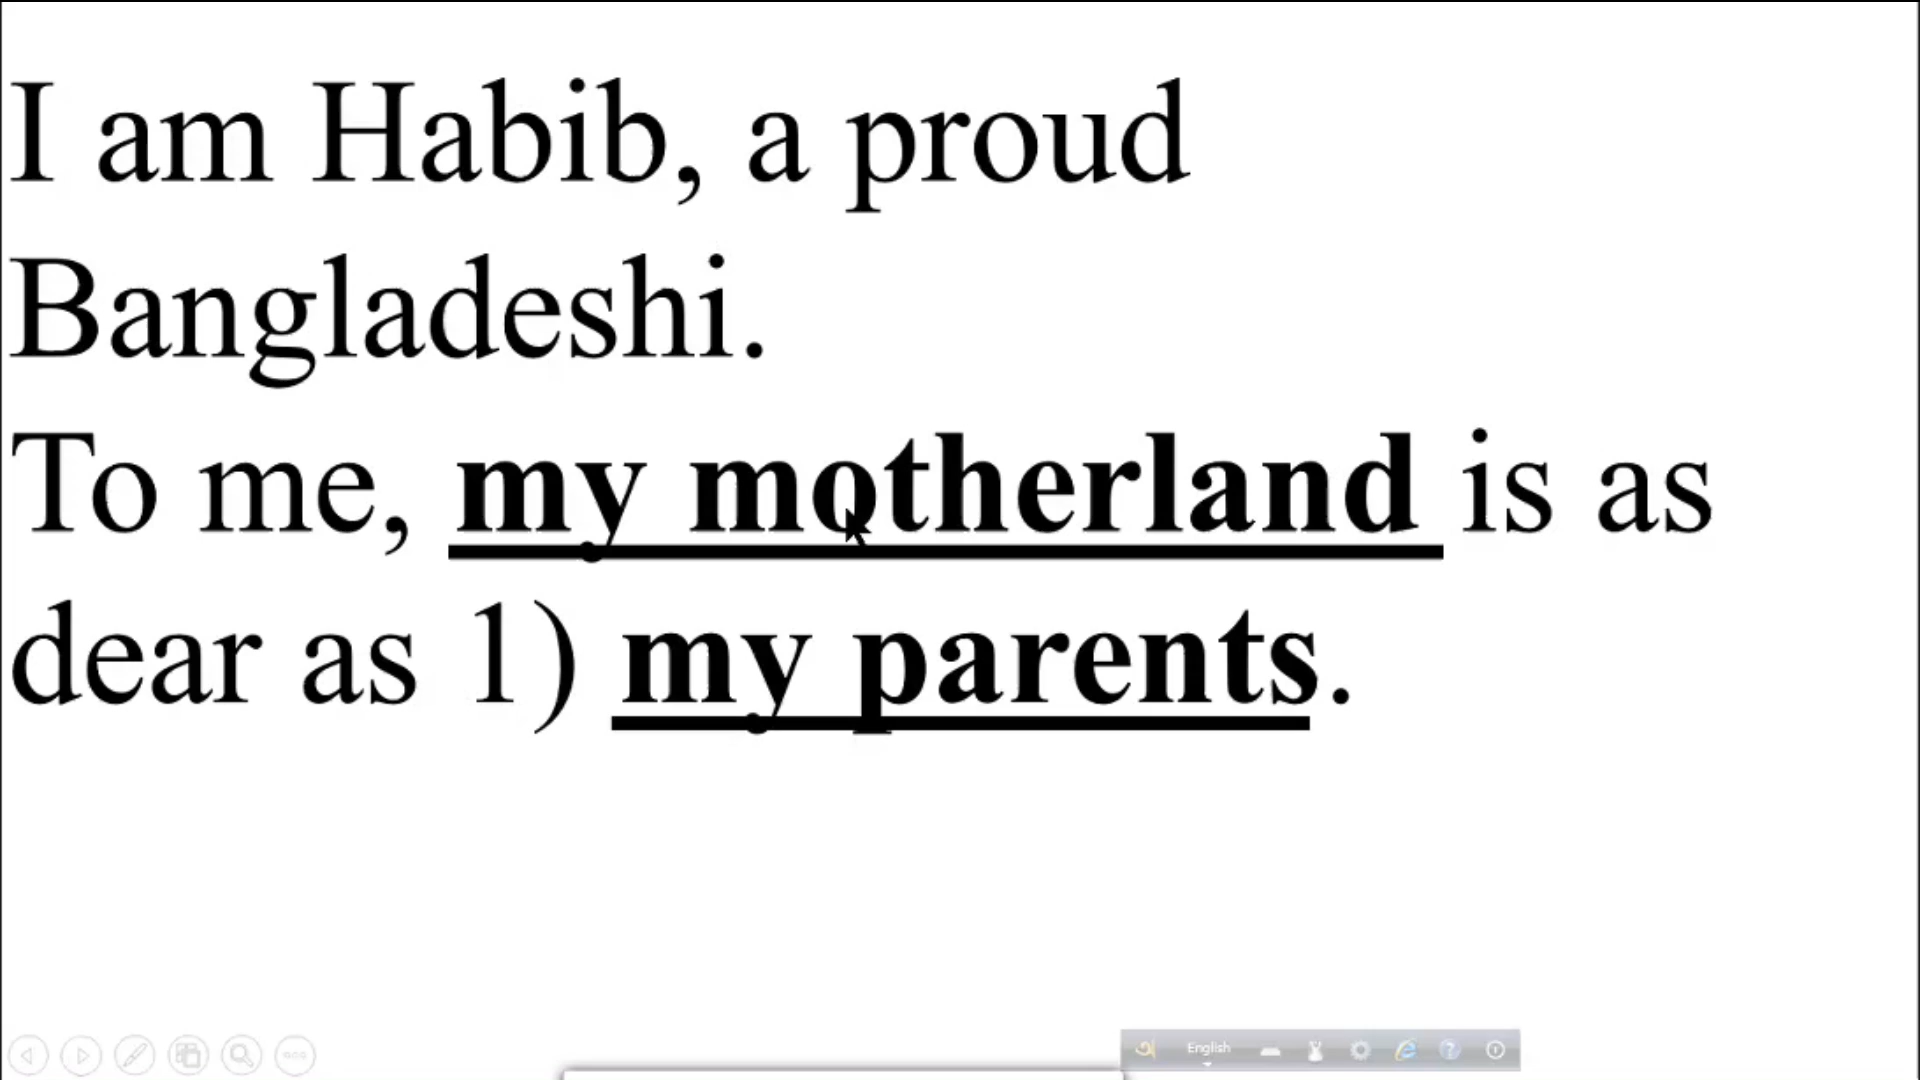 I am Habib, a proud
Bangladeshi.
To me, my motherland is as
dear as 1) my parents.
English